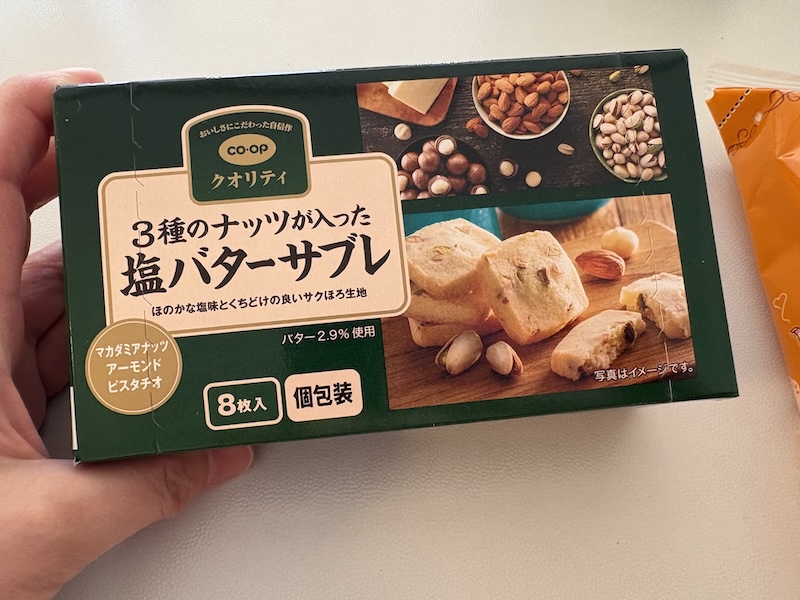 おいしさにこだわった自信作
CO·OP
クオリティ
3種のナッツが入った
塩バターサブレ
ほのかな塩味とくちどけの良いサクほろ生地
バター2.9%使用
マカダミアナッツ
アーモンド
ピスタチオ
8枚入
個包装
写真はイメージです。